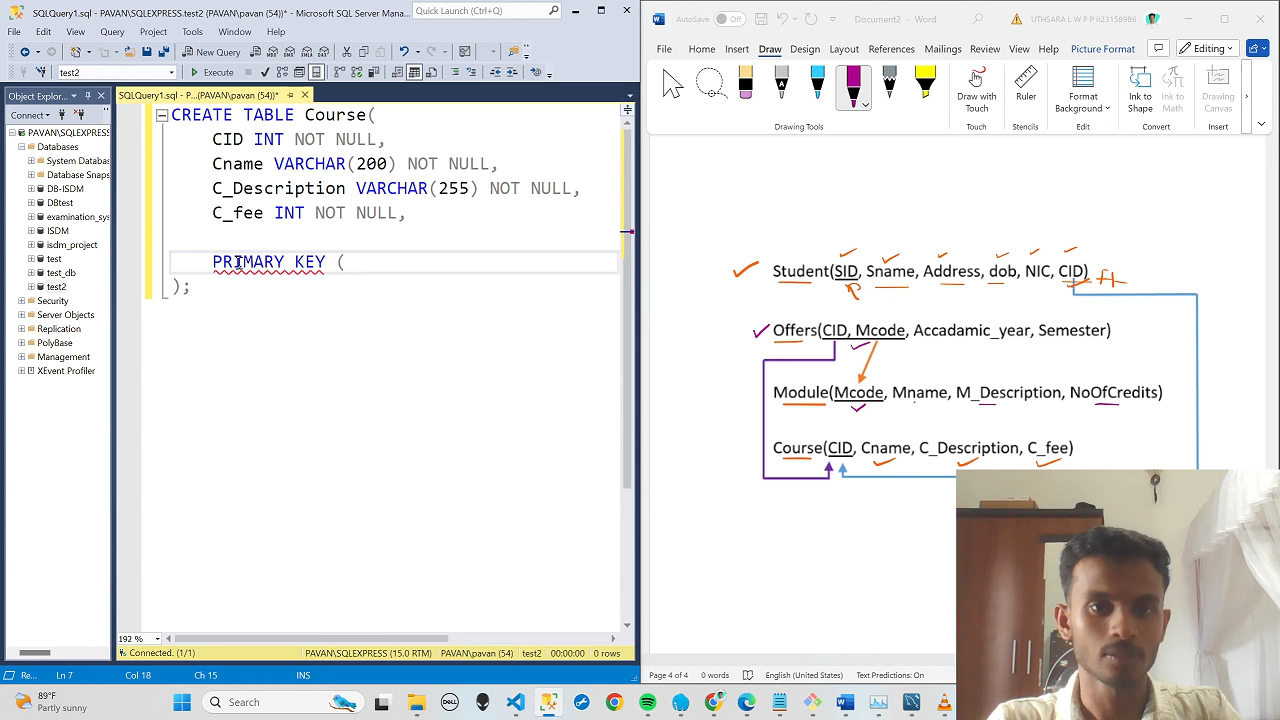 SQLQuery1.sql - PAVAN\SQLEXPRESS.test2 (PAVAN\pavan (54))* - Microsoft SQL Server Man...
Quick Launch (Ctrl+Q)
File Edit View Query Project Tools Window Help
New Query
test2
Execute
Object Explor...
Connect
PAVAN\SQLEXPRESS
Databases
System Databas
Database Snaps
DB-ISDM
DBtest
examination_sy
ISDM
isdm_project
test
test_db
test2
Security
Server Objects
Replication
PolyBase
Management
XEvent Profiler
SQLQuery1.sql - P...(PAVAN\pavan (54))*
CREATE TABLE Course(
CID INT NOT NULL,
Cname VARCHAR(200) NOT NULL,
C_Description VARCHAR(255) NOT NULL,
C_fee INT NOT NULL,
PRIMARY KEY (
);
192 %
Connected. (1/1)
PAVAN\SQLEXPRESS (15.0 RTM)
PAVAN\pavan (54)
test2
00:00:00
0 rows
Re...
Ln 7
Col 18
Ch 15
INS
AutoSave Off
Document2 - Word
UTHSARA L W P P it23158986
File Home Insert Draw Design Layout References Mailings Review View Help Picture Format
Editing
Draw with Touch
Ruler
Format Background
Ink to Shape
Ink to Math
Drawing Canvas
Drawing Tools
Touch
Stencils
Edit
Convert
Insert
Student(SID, Sname, Address, dob, NIC, CID)
Offers(CID, Mcode, Accadamic_year, Semester)
Module(Mcode, Mname, M_Description, NoOfCredits)
Course(CID, Cname, C_Description, C_fee)
Page 4 of 4
0 words
English (United States)
Text Predictions: On
89°F
Partly sunny
Search